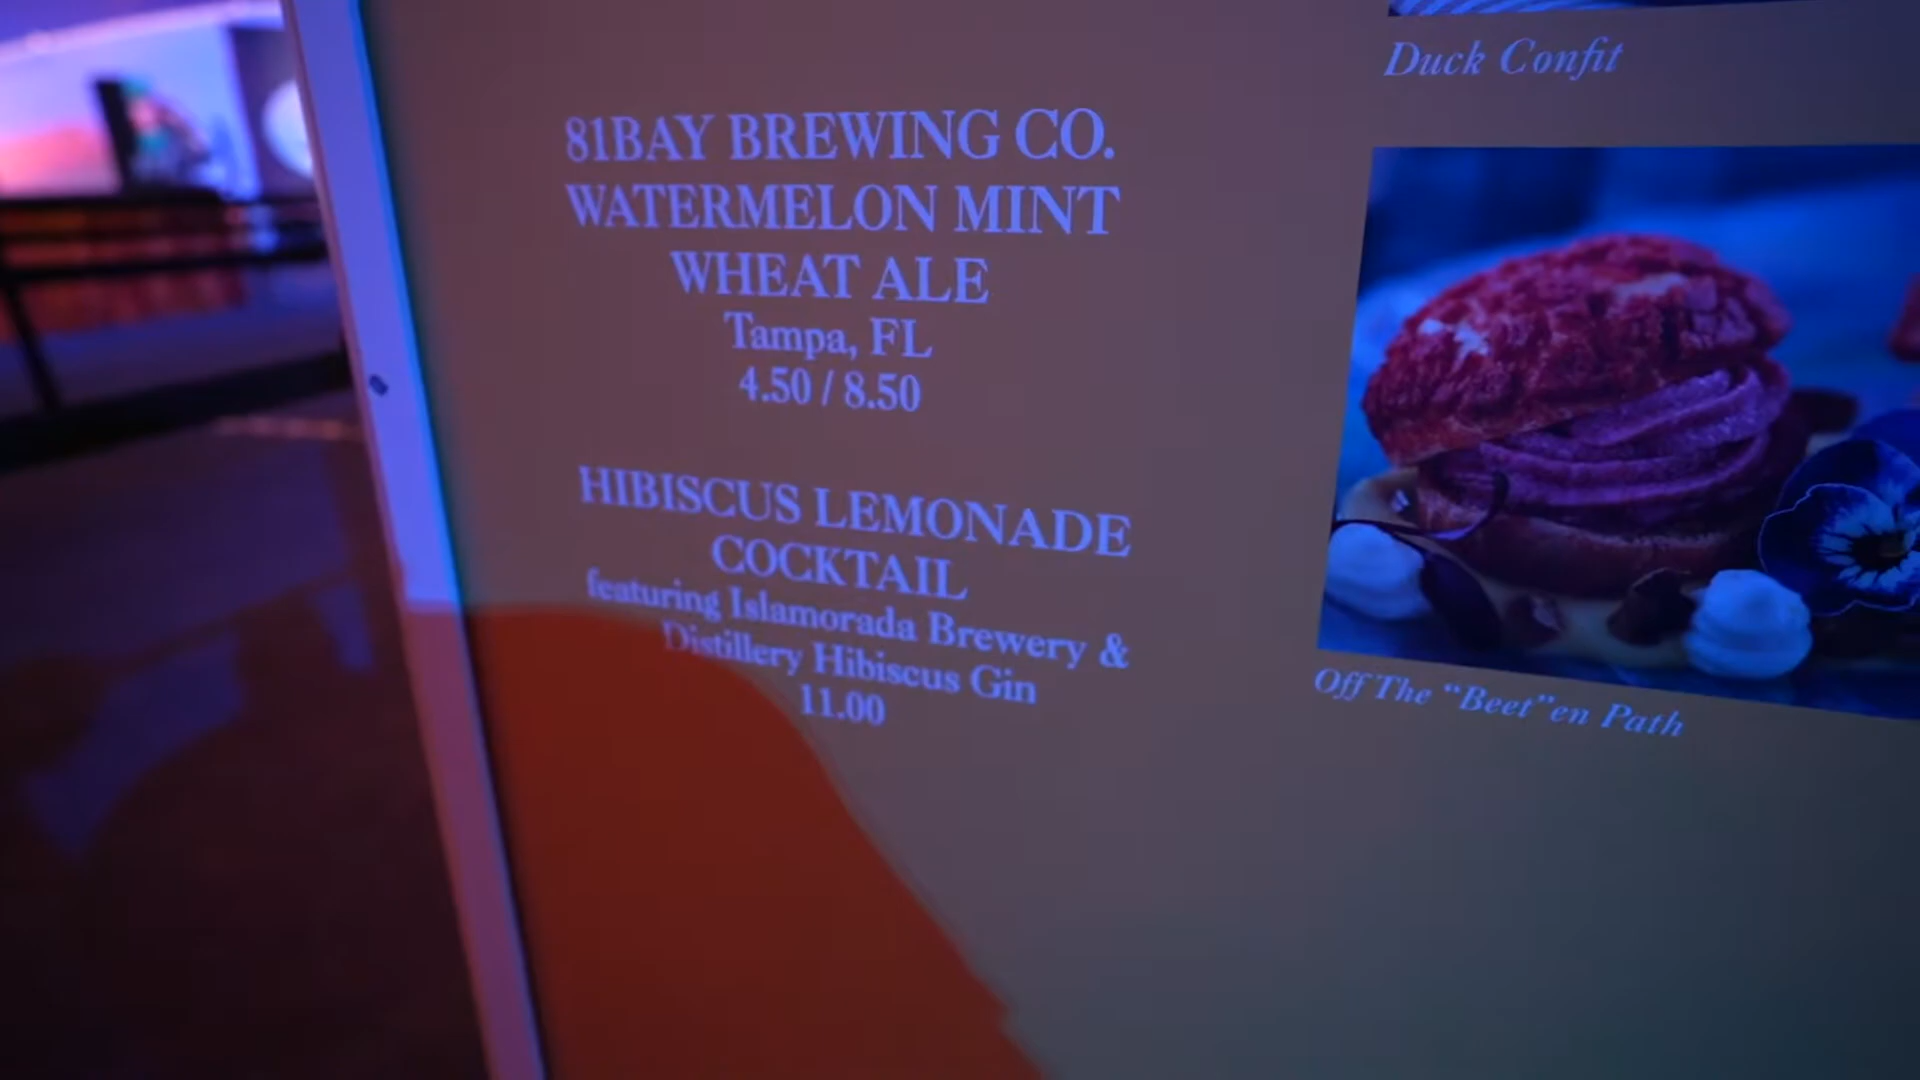 Duck Confit
81BAY BREWING CO.
WATERMELON MINT
WHEAT ALE
Tampa, FL
4.50 / 8.50
HIBISCUS LEMONADE
COCKTAIL
featuring Islamorada Brewery &
Distillery Hibiscus Gin
11.00
Off The “Beet”en Path